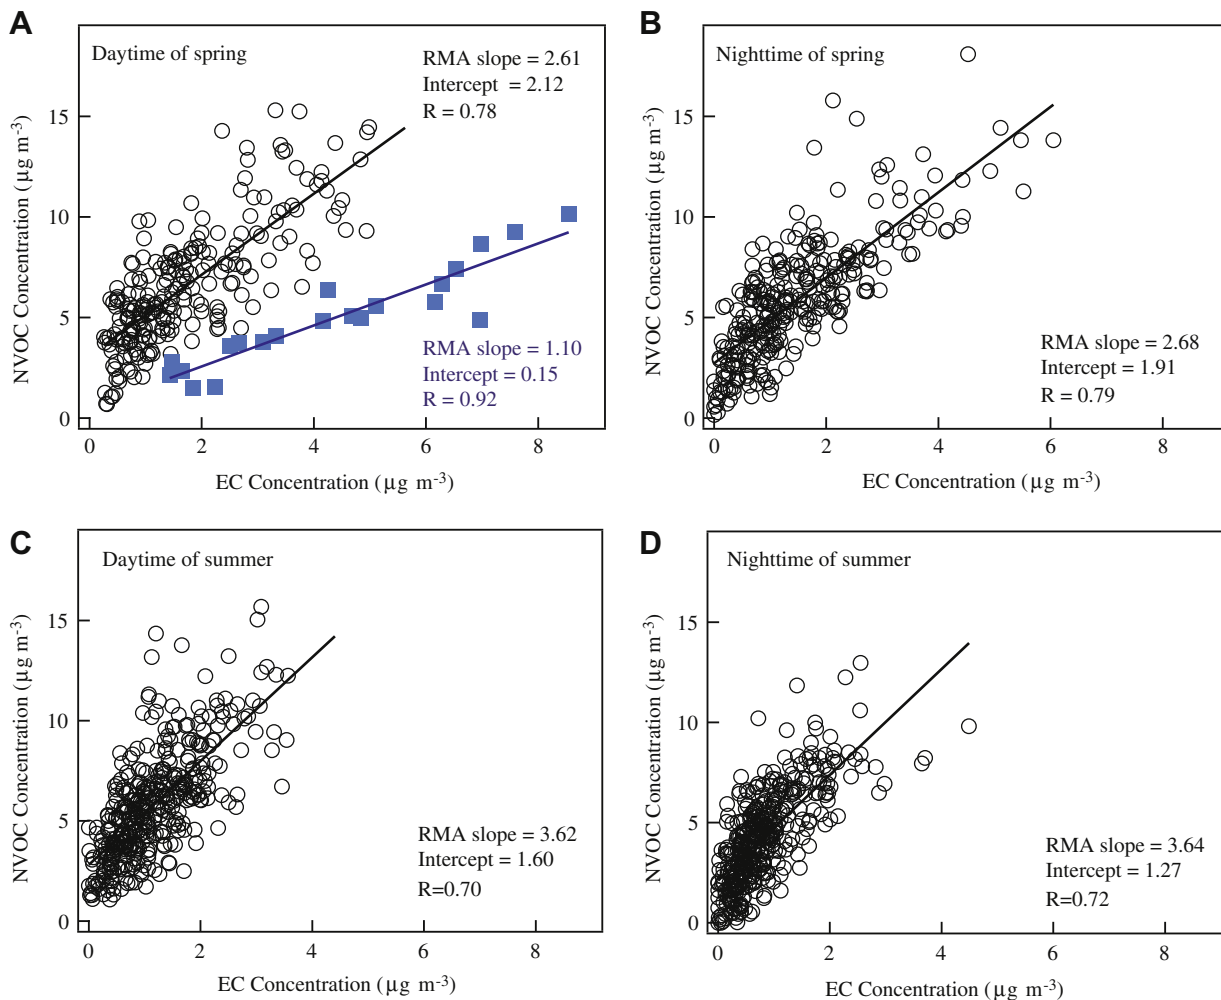 A
Daytime of spring
RMA slope = 2.61
Intercept = 2.12
R = 0.78
RMA slope = 1.10
Intercept = 0.15
R = 0.92
NVOC Concentration (μg m-3)
15
10
5
0
0 2 4 6 8
EC Concentration (μg m-3)
B
Nighttime of spring
RMA slope = 2.68
Intercept = 1.91
R = 0.79
NVOC Concentration (μg m-3)
15
10
5
0
0 2 4 6 8
EC Concentration (μg m-3)
C
Daytime of summer
RMA slope = 3.62
Intercept = 1.60
R=0.70
NVOC Concentration (μg m-3)
15
10
5
0
0 2 4 6 8
EC Concentration (μg m-3)
D
Nighttime of summer
RMA slope = 3.64
Intercept = 1.27
R=0.72
NVOC Concentration (μg m-3)
15
10
5
0
0 2 4 6 8
EC Concentration (μg m-3)